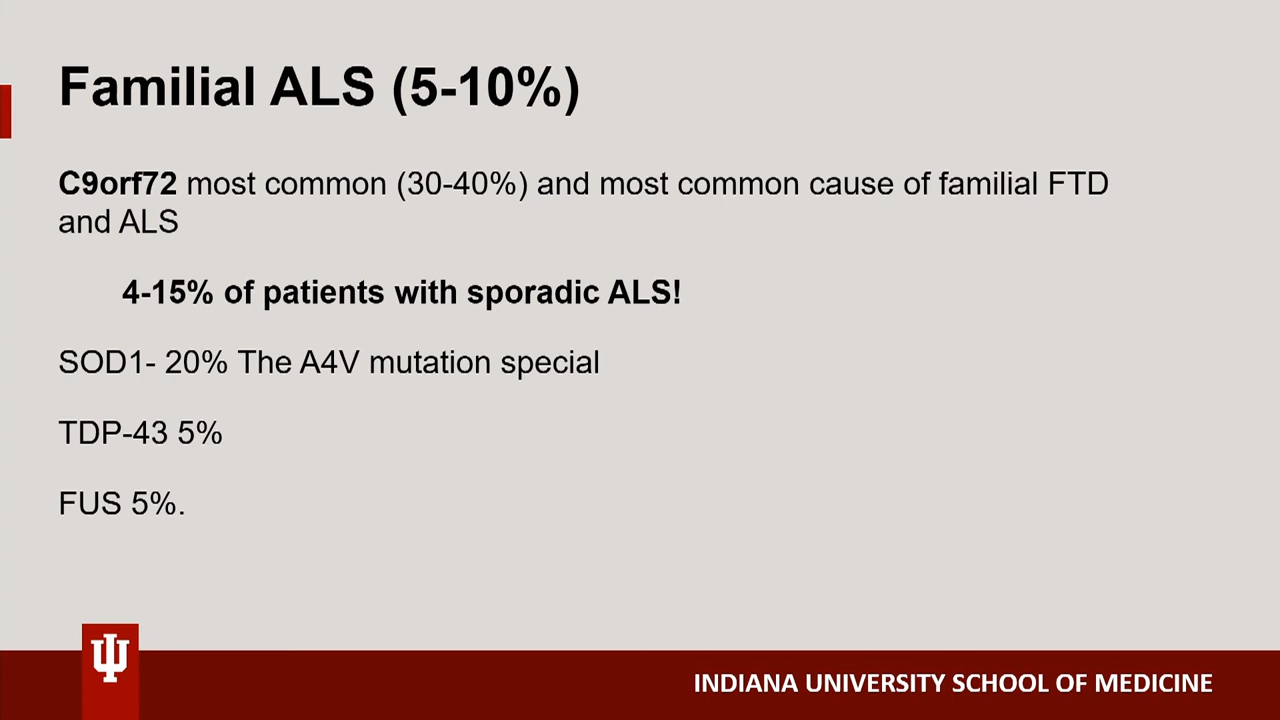 Familial ALS (5-10%)
C9orf72 most common (30-40%) and most common cause of familial FTD
and ALS
4-15% of patients with sporadic ALS!
SOD1- 20% The A4V mutation special
TDP-43 5%
FUS 5%.
INDIANA UNIVERSITY SCHOOL OF MEDICINE